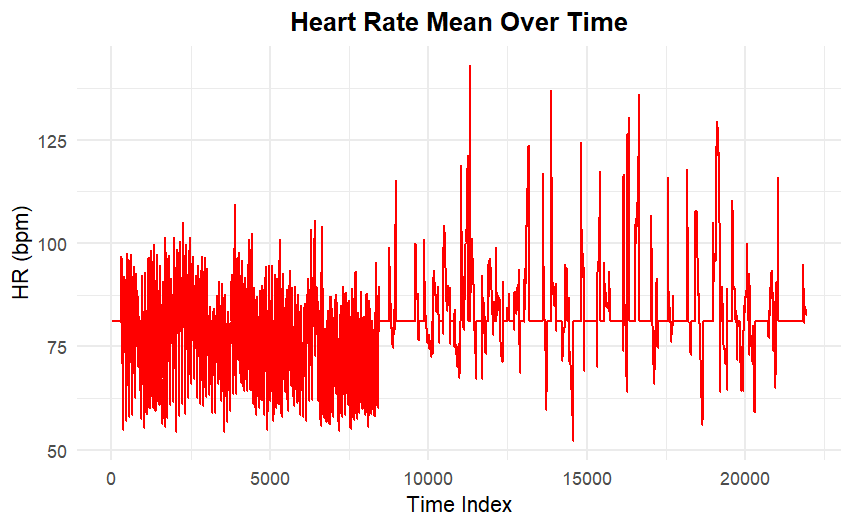 Heart Rate Mean Over Time
HR (bpm)
125
100
75
50
0 5000 10000 15000 20000
Time Index